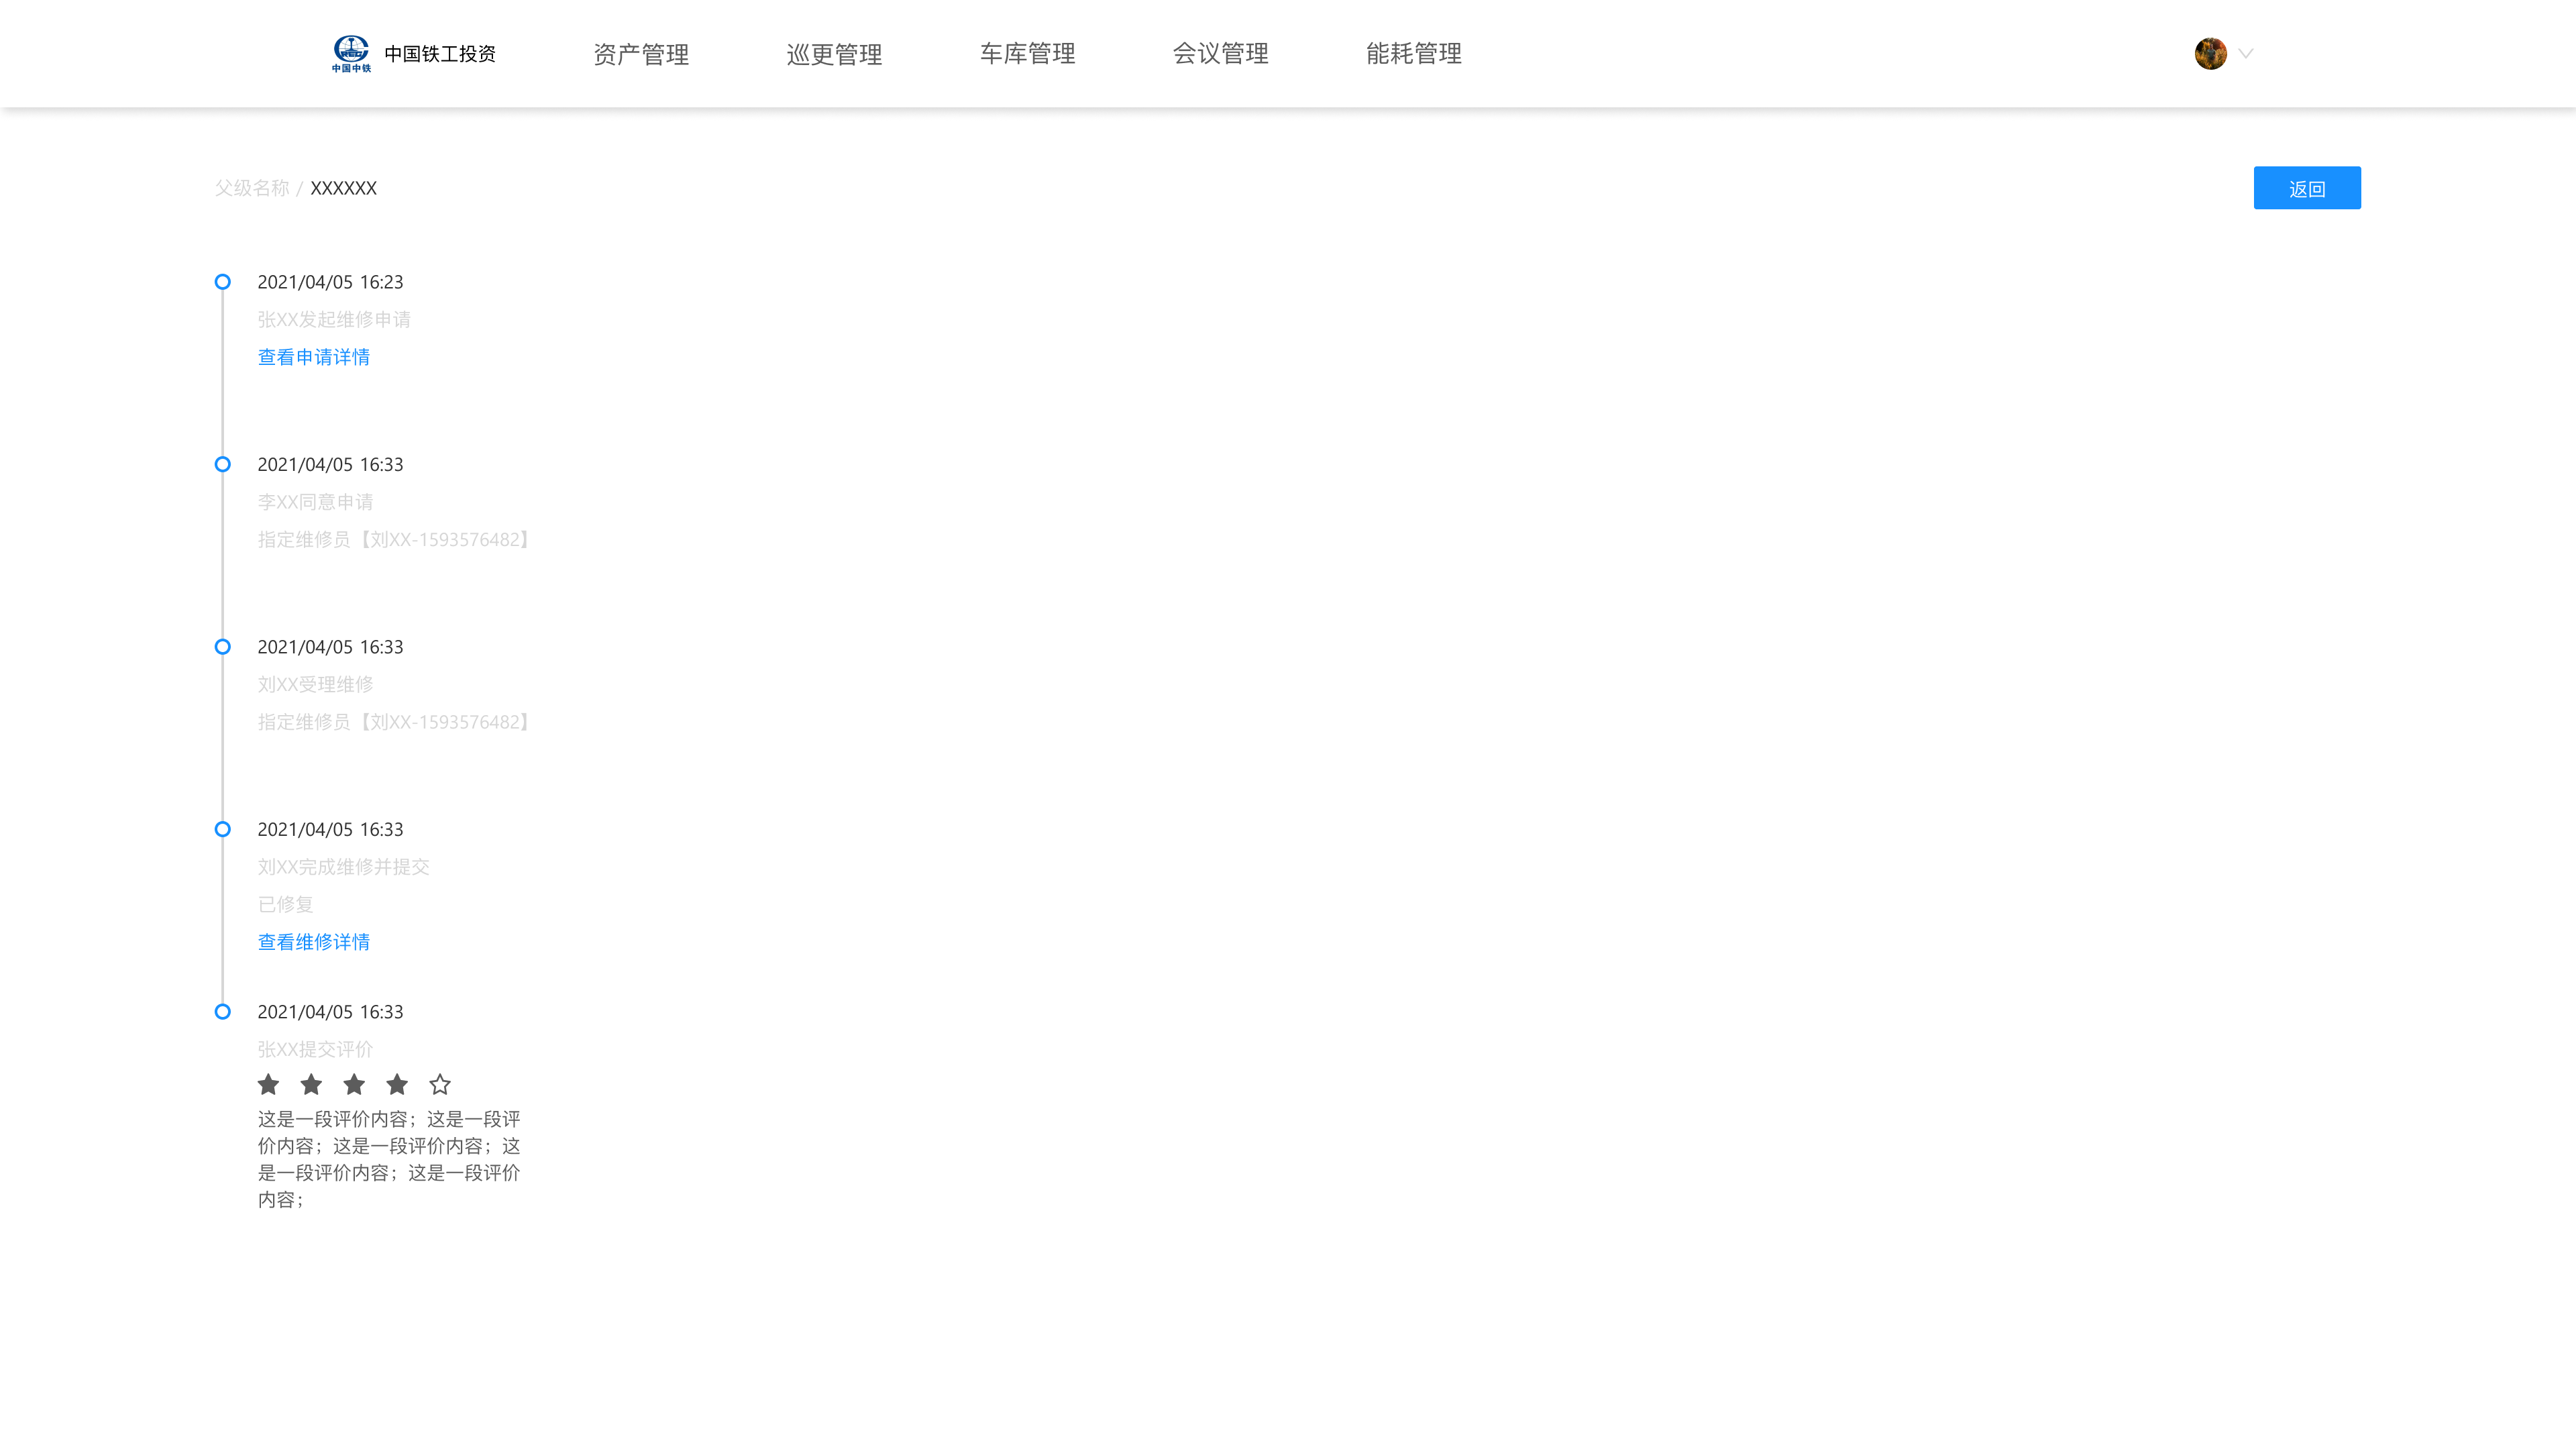 中国中铁
中国铁工投资
资产管理
巡更管理
车库管理
会议管理
能耗管理
父级名称 / XXXXXX
返回
2021/04/05 16:23
张XX发起维修申请
查看申请详情
2021/04/05 16:33
李XX同意申请
指定维修员【刘XX-1593576482】
2021/04/05 16:33
刘XX受理维修
指定维修员【刘XX-1593576482】
2021/04/05 16:33
刘XX完成维修并提交
已修复
查看维修详情
2021/04/05 16:33
张XX提交评价
这是一段评价内容；这是一段评
价内容；这是一段评价内容；这
是一段评价内容；这是一段评价
内容；